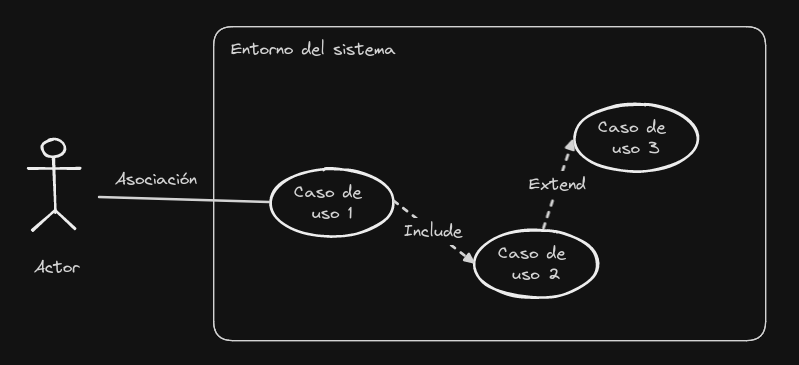 Entorno del sistema
Caso de
uso 3
Asociación
Extend
Caso de
uso 1
Include
Caso de
uso 2
Actor